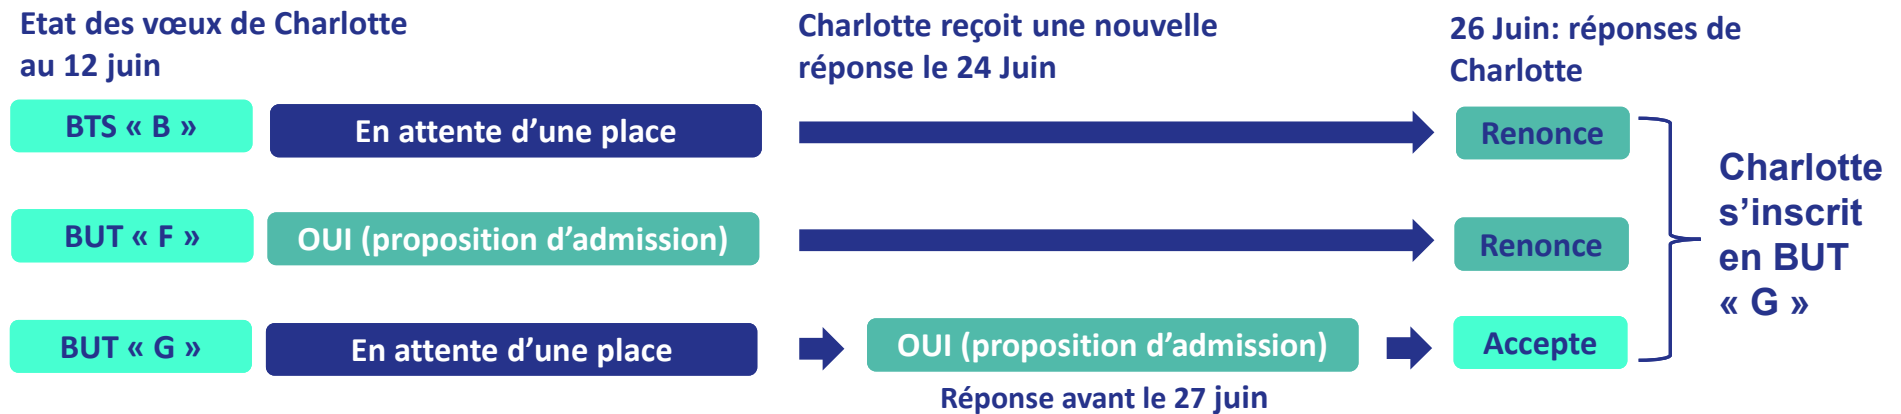 Etat des vœux de Charlotte
au 12 juin
Charlotte reçoit une nouvelle
réponse le 24 Juin
26 Juin: réponses de
Charlotte
BTS « B »
En attente d’une place
Renonce
BUT « F »
OUI (proposition d’admission)
Renonce
BUT « G »
En attente d’une place
OUI (proposition d’admission)
Accepte
Réponse avant le 27 juin
Charlotte
s’inscrit
en BUT
« G »